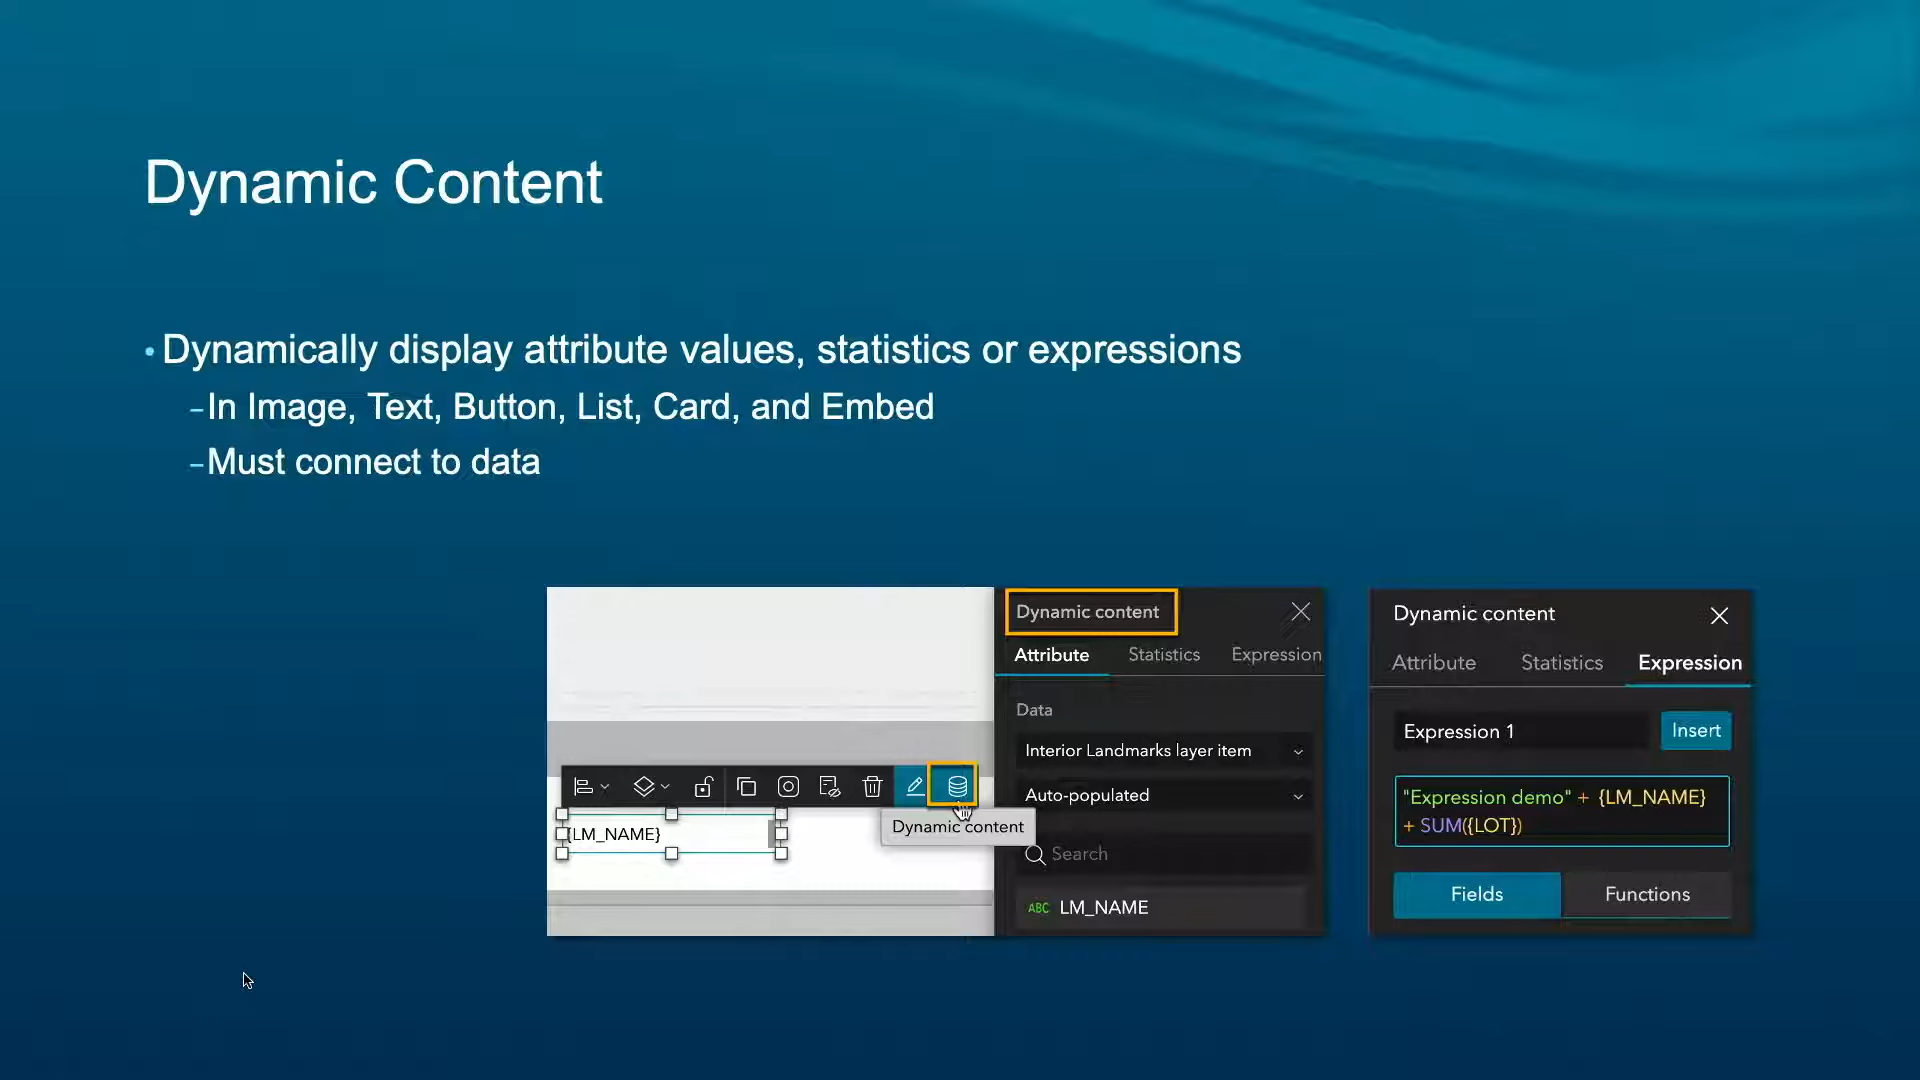 Dynamic Content
• Dynamically display attribute values, statistics or expressions
–In Image, Text, Button, List, Card, and Embed
–Must connect to data
{LM_NAME}
Dynamic content
Dynamic content
Attribute Statistics Expression
Data
Interior Landmarks layer item
Auto-populated
Search
ABC LM_NAME
Dynamic content
Attribute Statistics Expression
Expression 1 Insert
"Expression demo" + {LM_NAME}
+ SUM({LOT})
Fields Functions